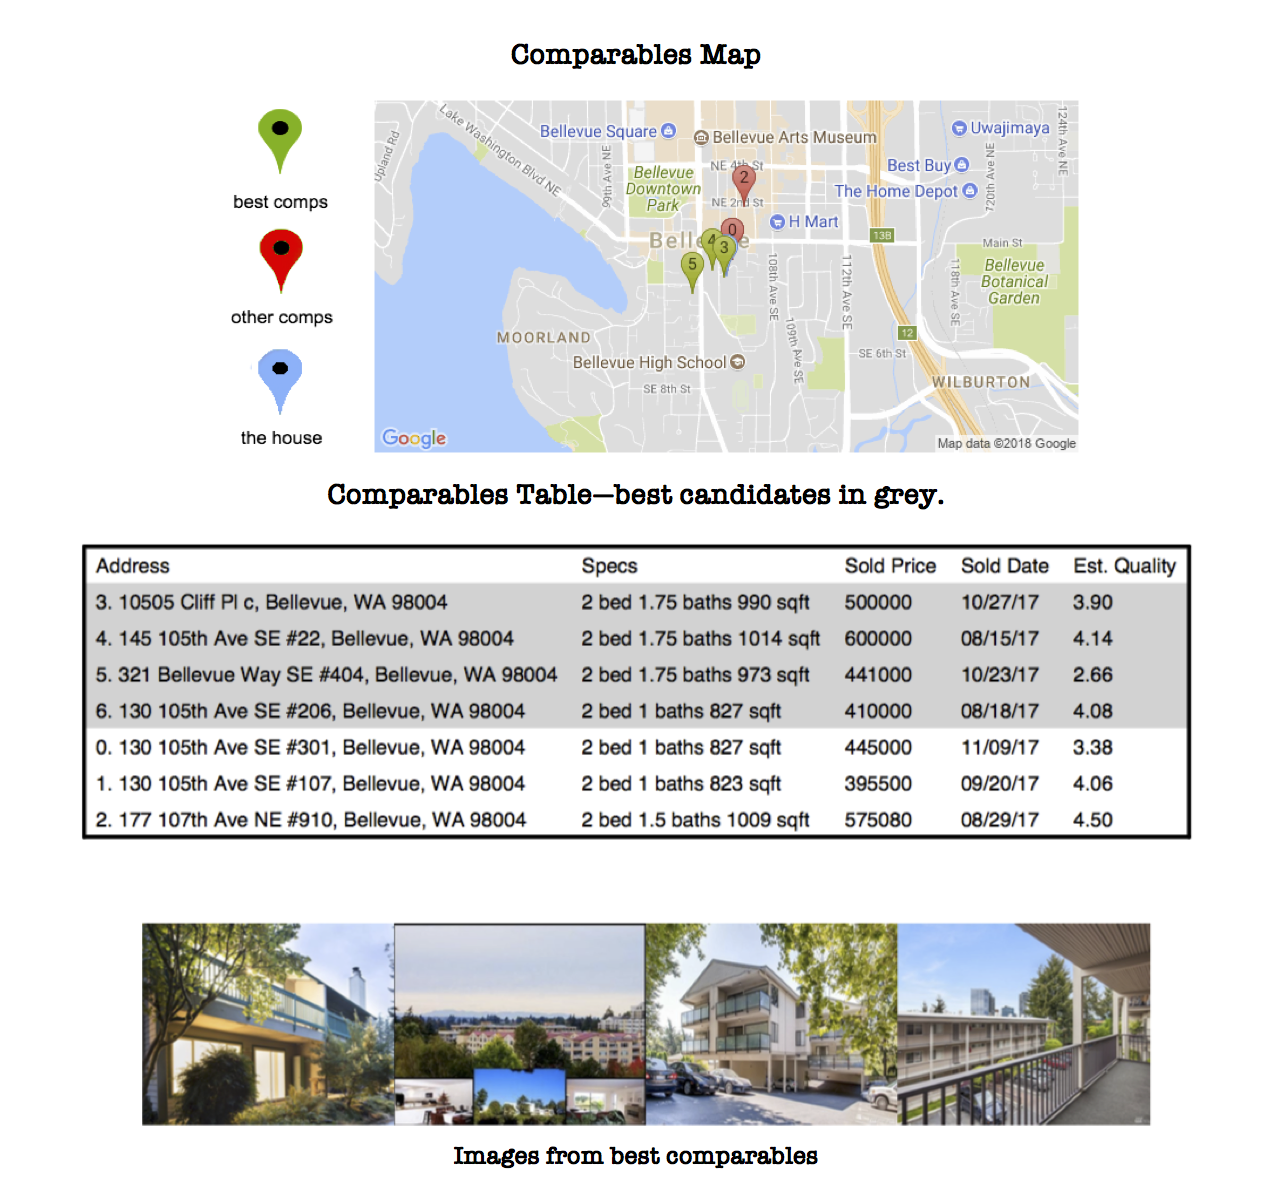 Comparables Map
best comps
other comps
the house
Upland Rd
Lake Washington Blvd NE
99th Ave NE
Bellevue Square
Bellevue Arts Museum
Uwajimaya
124th Ave NE
NE 4th St
Best Buy
Bellevue
Downtown
Park
2
The Home Depot
720th Ave NE
NE 2nd St
H Mart
0
138
Belle e
4
3
Main St
5
108th Ave SE
112th Ave SE
118th Ave SE
Bellevue
Botanical
Garden
MOORLAND
109th Ave SE
12
SE 6th St
Bellevue High School
SE 8th St
WILBURTON
Google
Map data ©2018 Google
Comparables Table—best candidates in grey.
Address Specs Sold Price Sold Date Est. Quality
3. 10505 Cliff Pl c, Bellevue, WA 98004 2 bed 1.75 baths 990 sqft 500000 10/27/17 3.90
4. 145 105th Ave SE #22, Bellevue, WA 98004 2 bed 1.75 baths 1014 sqft 600000 08/15/17 4.14
5. 321 Bellevue Way SE #404, Bellevue, WA 98004 2 bed 1.75 baths 973 sqft 441000 10/23/17 2.66
6. 130 105th Ave SE #206, Bellevue, WA 98004 2 bed 1 baths 827 sqft 410000 08/18/17 4.08
0. 130 105th Ave SE #301, Bellevue, WA 98004 2 bed 1 baths 827 sqft 445000 11/09/17 3.38
1. 130 105th Ave SE #107, Bellevue, WA 98004 2 bed 1 baths 823 sqft 395500 09/20/17 4.06
2. 177 107th Ave NE #910, Bellevue, WA 98004 2 bed 1.5 baths 1009 sqft 575080 08/29/17 4.50
Images from best comparables